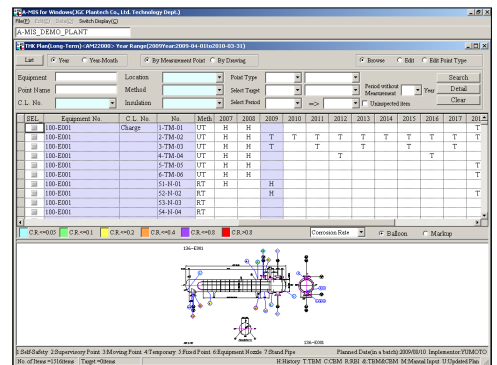 A-MIS for Windows(JGC Plantech Co., Ltd. Technology Dept.)
File(F) Edit(E) Data(D) Switch Display(C)
A-MIS_DEMO_PLANT
THK Plan(Long-Term)<AM22000> Year Range(2009Year:2009-04-01to2010-03-31)
List Year Year-Month By Measurement Point By Drawing Browse Edit Edit Point Type
Equipment Location Point Type Search
Point Name Method Select Target Period without Measurement Year Detail
C. L. No. Insulation Select Period => Uninspected item Clear
SEL Equipment No. C.L. No. No. Meth 2007 2008 2009 2010 2011 2012 2013 2014 2015 2016 2017 201
100-E001 Charge 1-TM-01 UT H H T
100-E001 2-TM-02 UT H H T T T T T T T T T T
100-E001 3-TM-03 UT H H T T T T T
100-E001 4-TM-04 UT H H T T
100-E001 5-TM-05 UT H H T
100-E001 6-TM-06 UT H H T
100-E001 51-N-01 RT H
100-E001 52-N-02 RT H T
100-E001 53-N-03 RT
100-E001 54-N-04 RT
C.R.<=0.05 C.R.<=0.1 C.R.<=0.2 C.R.<=0.4 C.R.<=0.8 C.R.>0.8 Corrosion Rate Balloon Markup
136-E001
136-E001
1:Self-Safety 2:Supervisory Point 3:Moving Point 4:Temporary 5:Fixed Point 6:Equipment Nozzle 7:Stand Pipe Planned Date(in a batch):2009/08/10 Implementor:YUMOTO
No. of Items =1516items Target =0items H:History T:TBM C:CBM R:RBI &:TBM&CBM M:Manual Input U:Updated Plan